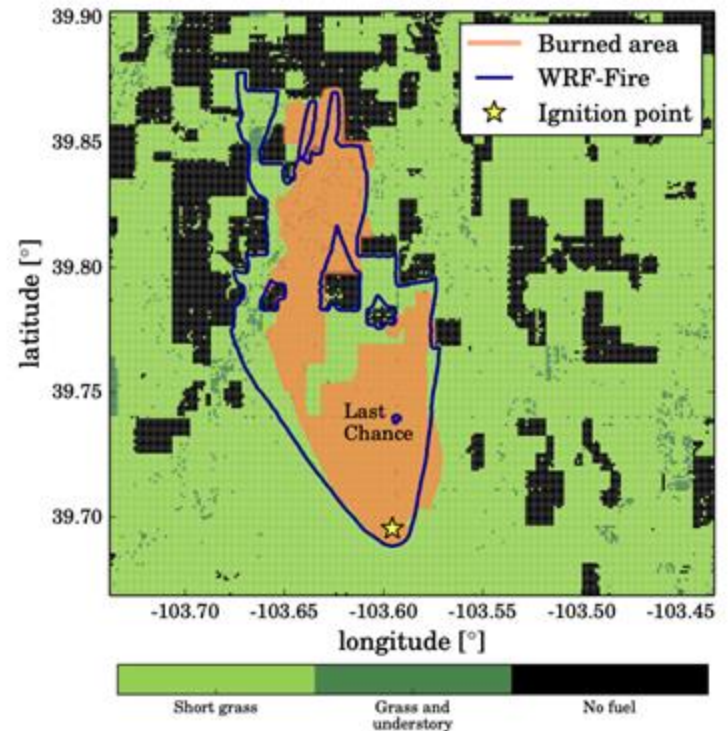 39.90
Burned area
WRF-Fire
Ignition point
39.85
39.80
39.75
39.70
latitude [°]
Last
Chance
-103.70 -103.65 -103.60 -103.55 -103.50 -103.45
longitude [°]
Short grass
Grass and
understory
No fuel